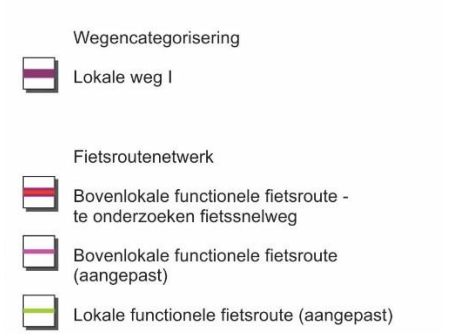 Wegencategorisering
Lokale weg I
Fietsroutenetwerk
Bovenlokale functionele fietsroute -
te onderzoeken fietssnelweg
Bovenlokale functionele fietsroute
(aangepast)
Lokale functionele fietsroute (aangepast)